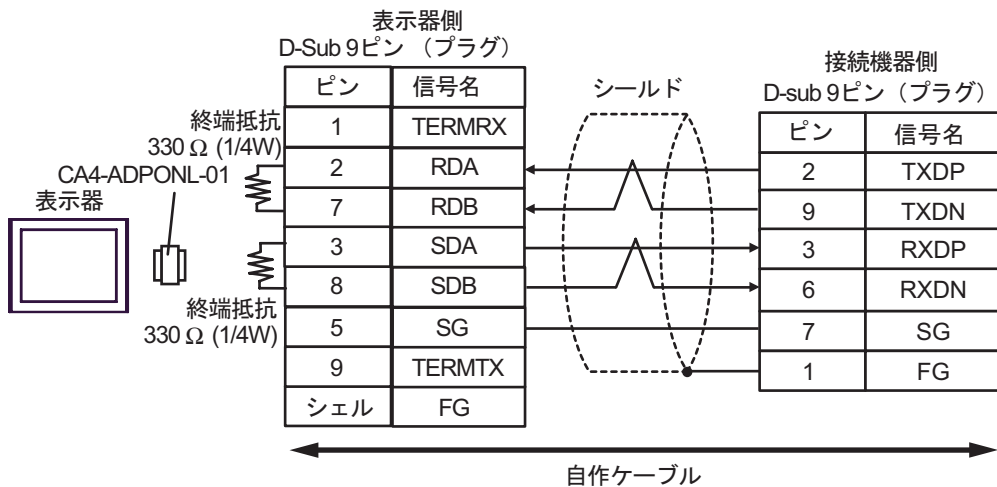 表示器側
D-Sub 9ピン （プラグ）
ピン 信号名
1 TERMRX
2 RDA
7 RDB
3 SDA
8 SDB
5 SG
9 TERMTX
シェル FG
終端抵抗
330 Ω (1/4W)
CA4-ADPONL-01
表示器
終端抵抗
330 Ω (1/4W)
シールド
接続機器側
D-sub 9ピン（プラグ）
ピン 信号名
2 TXDP
9 TXDN
3 RXDP
6 RXDN
7 SG
1 FG
自作ケーブル